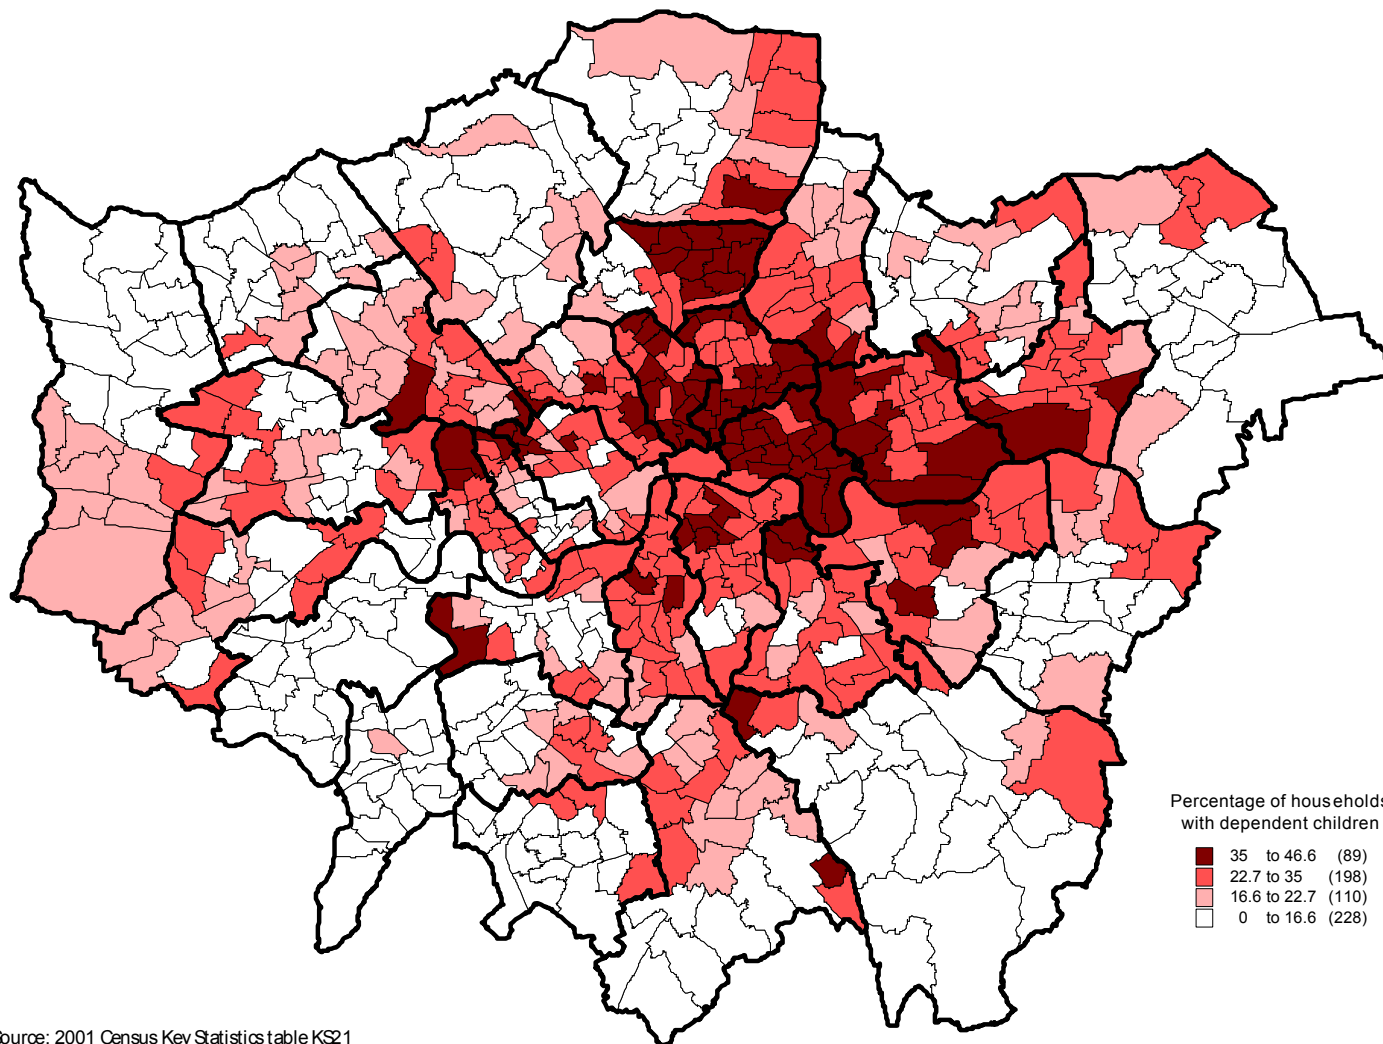 Percentage of households
with dependent children
35 to 46.6 (89)
22.7 to 35 (198)
16.6 to 22.7 (110)
0 to 16.6 (228)
Source: 2001 Census Key Statistics table KS21